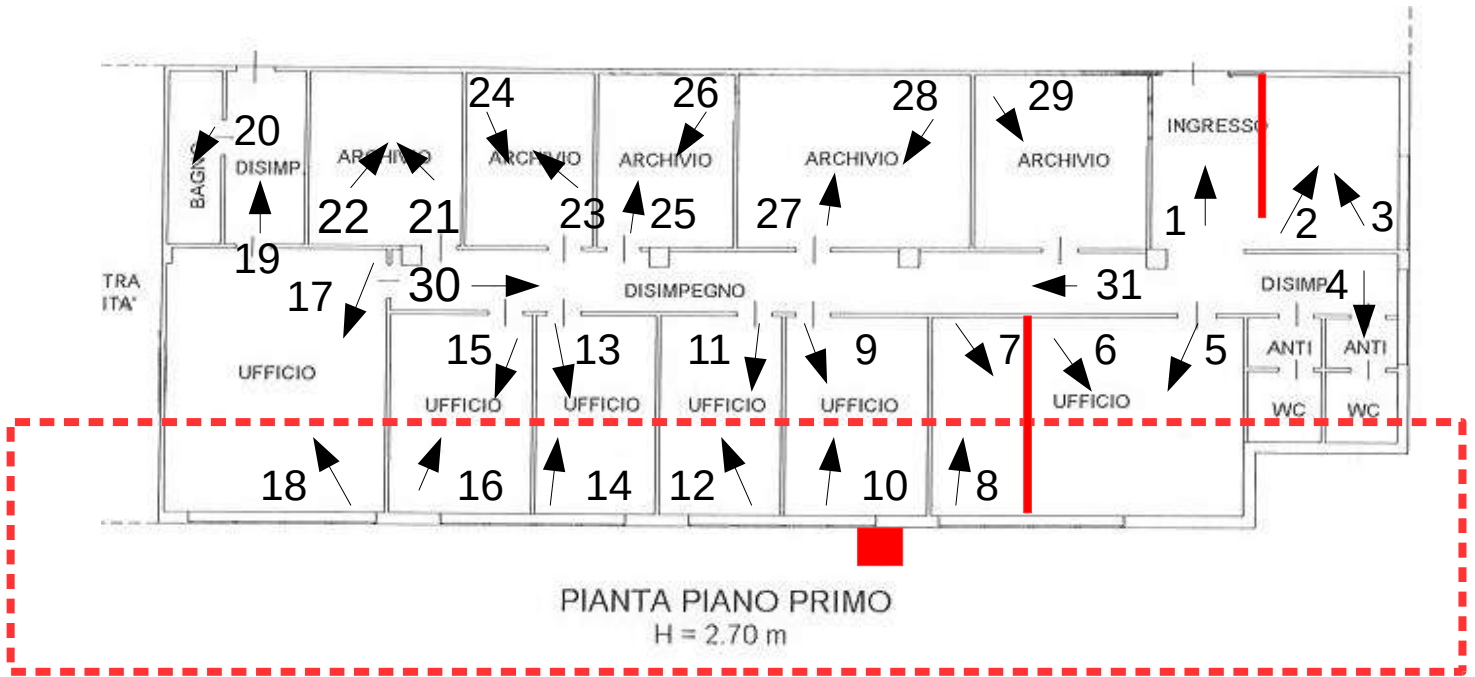 24
26
28
29
20
INGRESSO
ARCHIVIO
ARCHIVIO
ARCHIVIO
ARCHIVIO
ARCHIVIO
BAGNO
DISIMP.
22
21
23
25
27
1
2
3
19
TRA
ITA'
17
30
DISIMPEGNO
31
DISIMP.
4
15
13
11
9
7
6
5
ANTI
ANTI
UFFICIO
UFFICIO
UFFICIO
UFFICIO
UFFICIO
UFFICIO
WC
WC
18
16
14
12
10
8
PIANTA PIANO PRIMO
H = 2.70 m